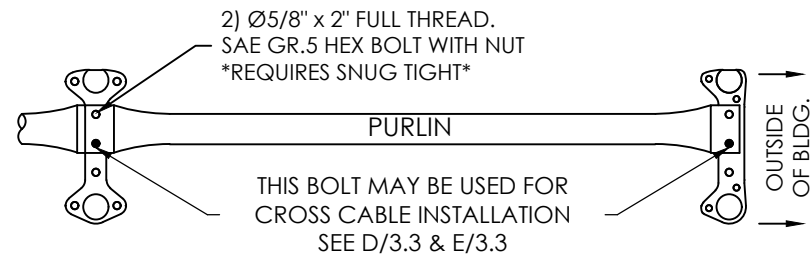 2) Ø5/8" x 2" FULL THREAD.
SAE GR.5 HEX BOLT WITH NUT
*REQUIRES SNUG TIGHT*
PURLIN
OUTSIDE
OF BLDG.
THIS BOLT MAY BE USED FOR
CROSS CABLE INSTALLATION
SEE D/3.3 & E/3.3